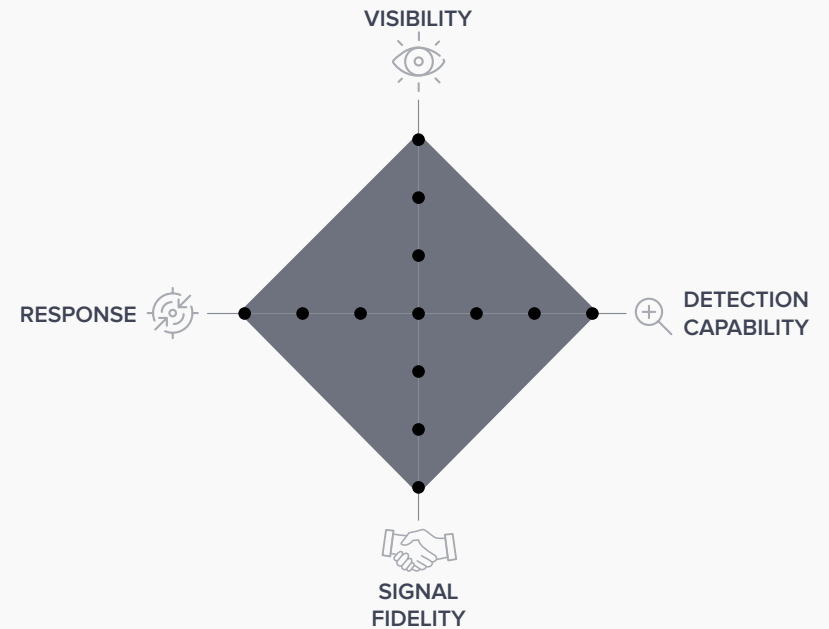 VISIBILITY
RESPONSE
DETECTION
CAPABILITY
SIGNAL
FIDELITY